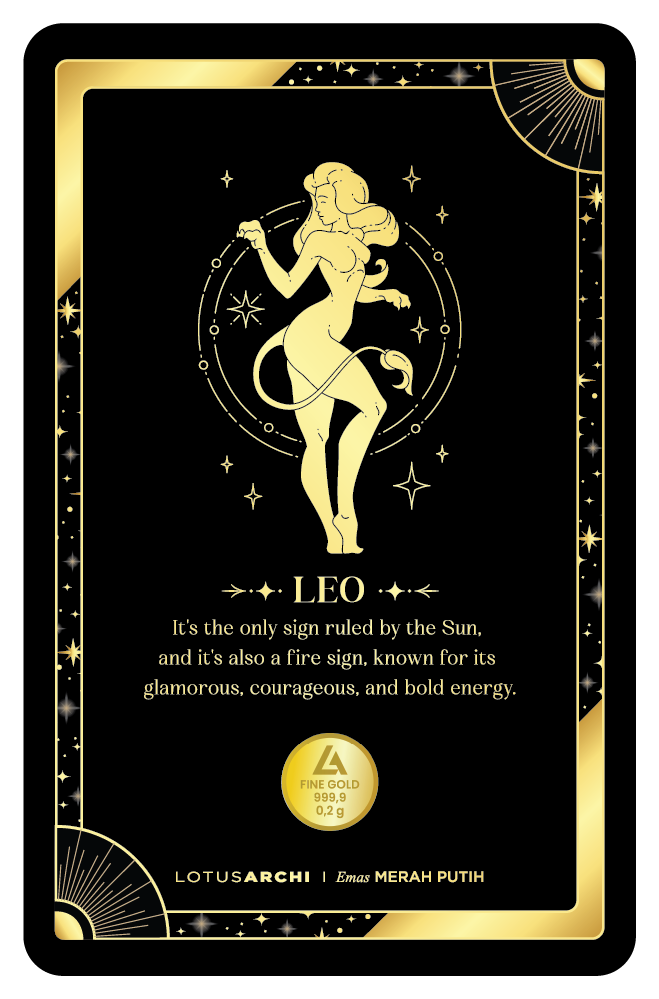 LEO
It's the only sign ruled by the Sun,
and it's also a fire sign, known for its
glamorous, courageous, and bold energy.
LA
FINE GOLD
999,9
0,2 g
LOTUSARCHI | Emas MERAH PUTIH